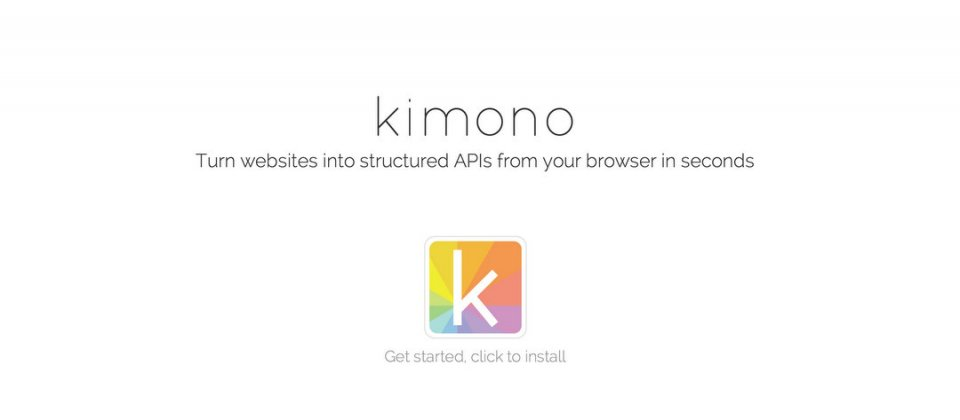 kimono
Turn websites into structured APIs from your browser in seconds
k
Get started, click to install